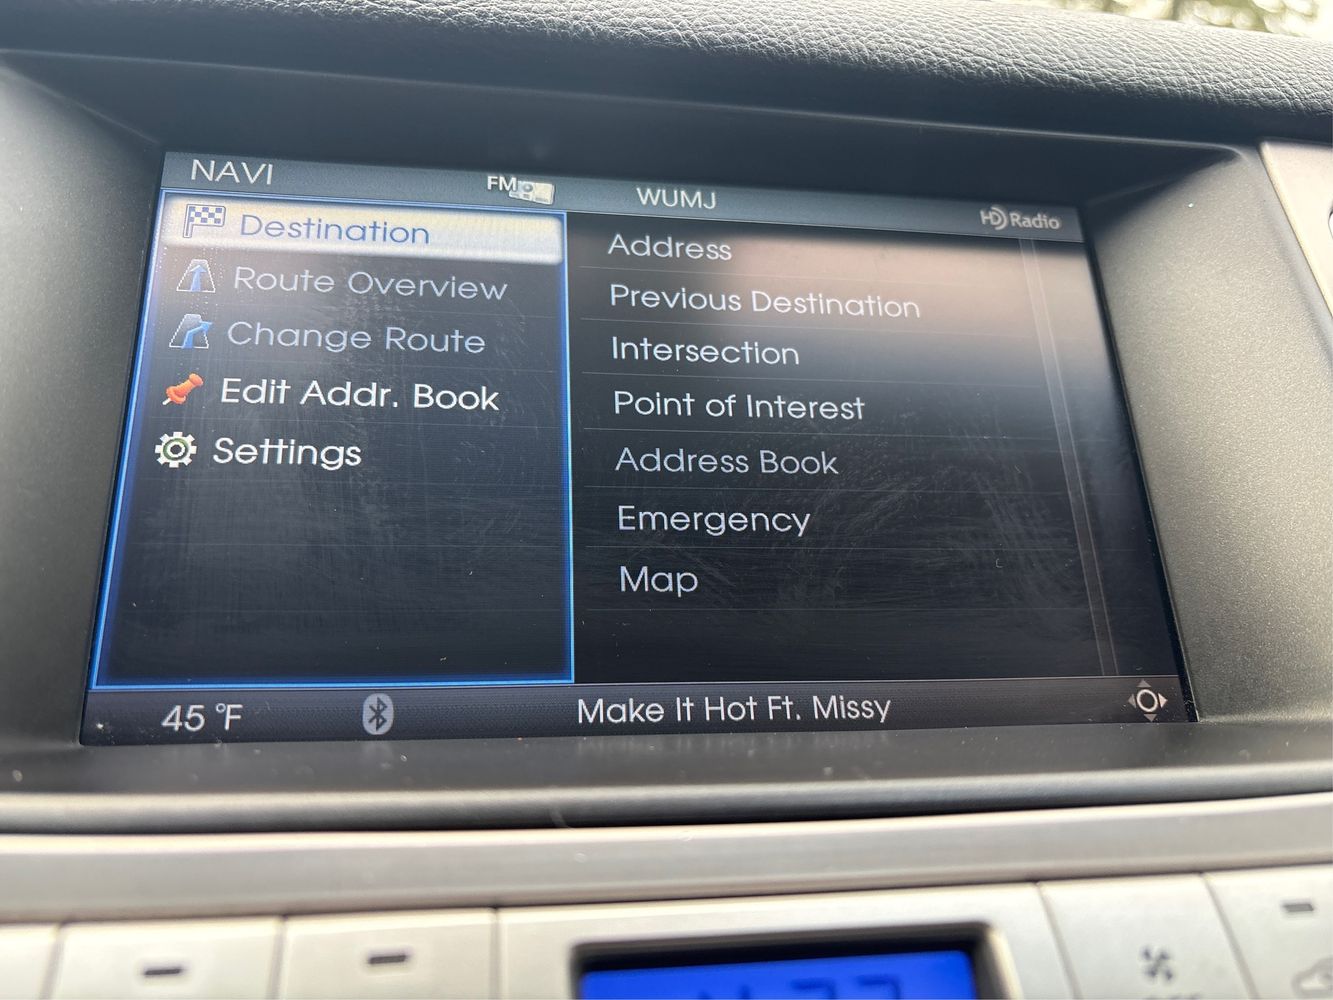 NAVI
FM
WUMJ
HD Radio
Destination
Route Overview
Change Route
Edit Addr. Book
Settings
Address
Previous Destination
Intersection
Point of Interest
Address Book
Emergency
Map
45 °F
Make It Hot Ft. Missy